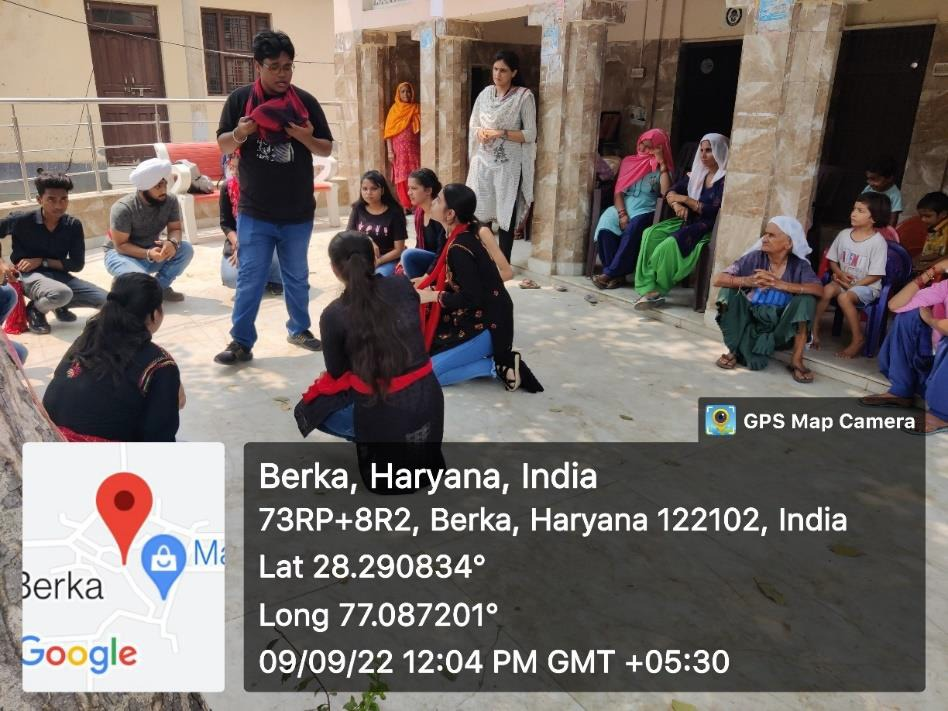 GPS Map Camera
Berka, Haryana, India
73RP+8R2, Berka, Haryana 122102, India
Lat 28.290834°
Long 77.087201°
09/09/22 12:04 PM GMT +05:30
Ma
Berka
Google